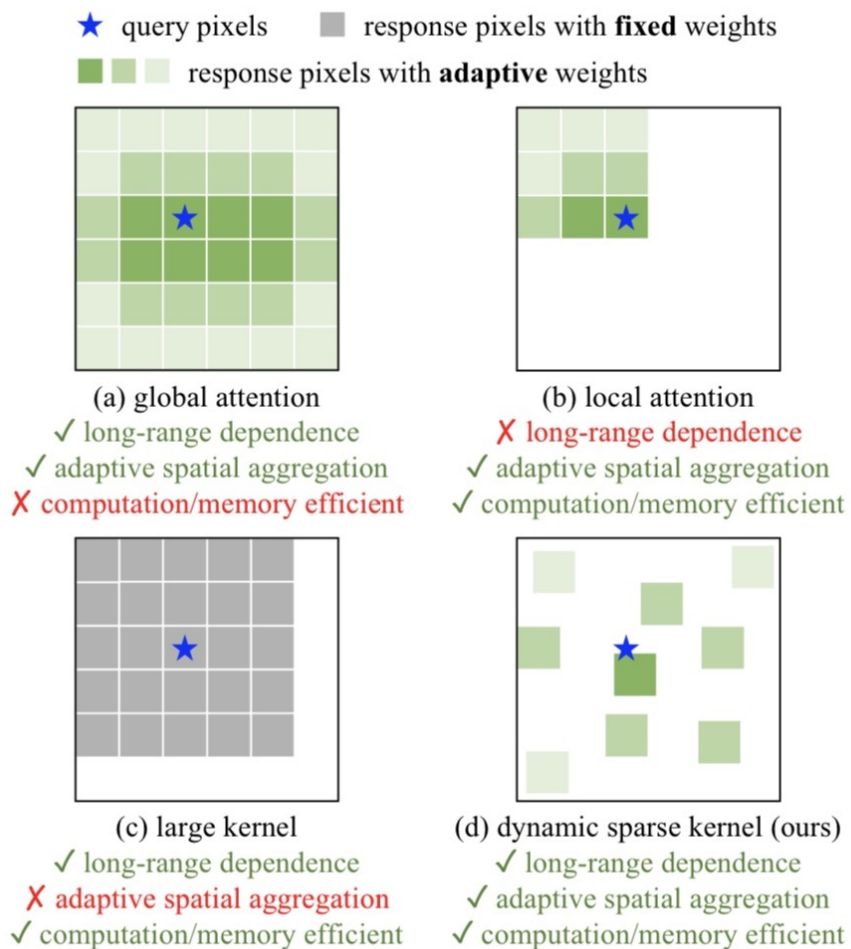 query pixels response pixels with fixed weights
response pixels with adaptive weights
(a) global attention
✓ long-range dependence
✓ adaptive spatial aggregation
✗ computation/memory efficient
(b) local attention
✗ long-range dependence
✓ adaptive spatial aggregation
✓ computation/memory efficient
(c) large kernel
✓ long-range dependence
✗ adaptive spatial aggregation
✓ computation/memory efficient
(d) dynamic sparse kernel (ours)
✓ long-range dependence
✓ adaptive spatial aggregation
✓ computation/memory efficient